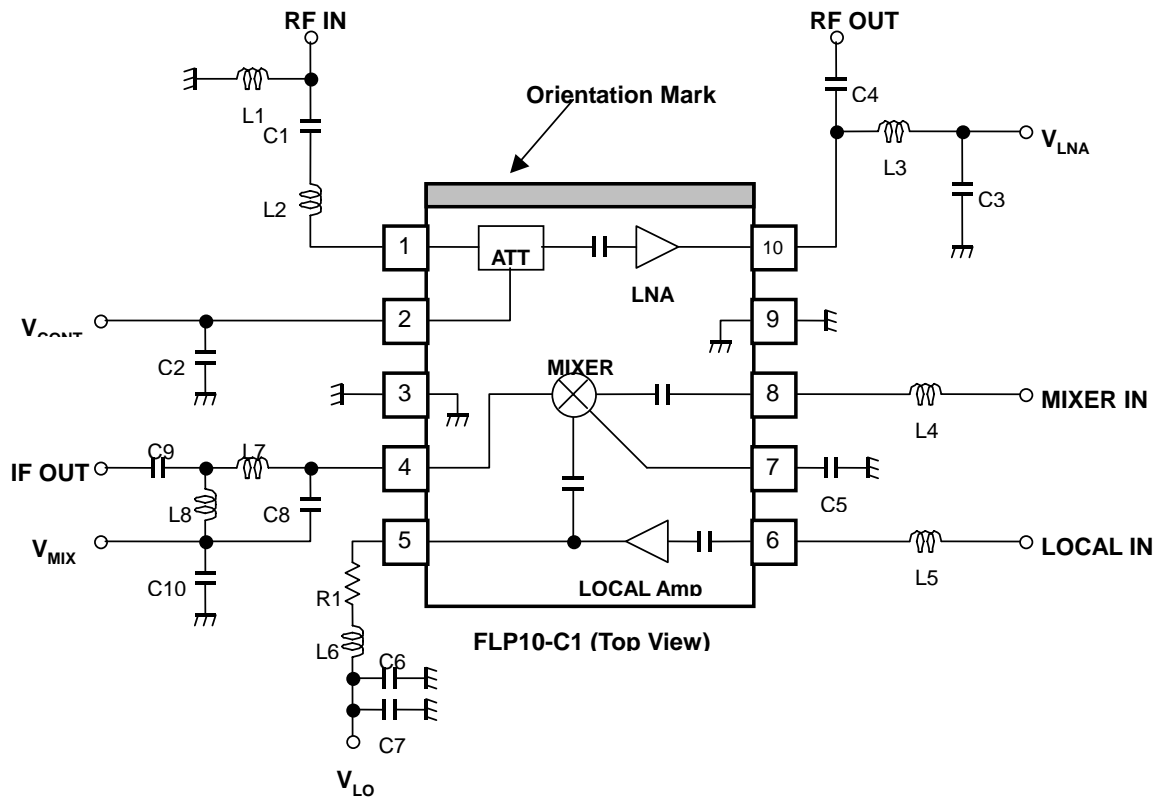 RF IN
RF OUT
Orientation Mark
L1
C1
C4
L3
V_LNA
C3
L2
1
ATT
LNA
10
V_CONT
2
9
C2
MIXER
3
8
MIXER IN
L4
C9
L7
IF OUT
4
7
L8
C8
C5
V_MIX
5
6
LOCAL IN
L5
C10
R1
LOCAL Amp
L6
FLP10-C1 (Top View)
C6
C7
V_LO